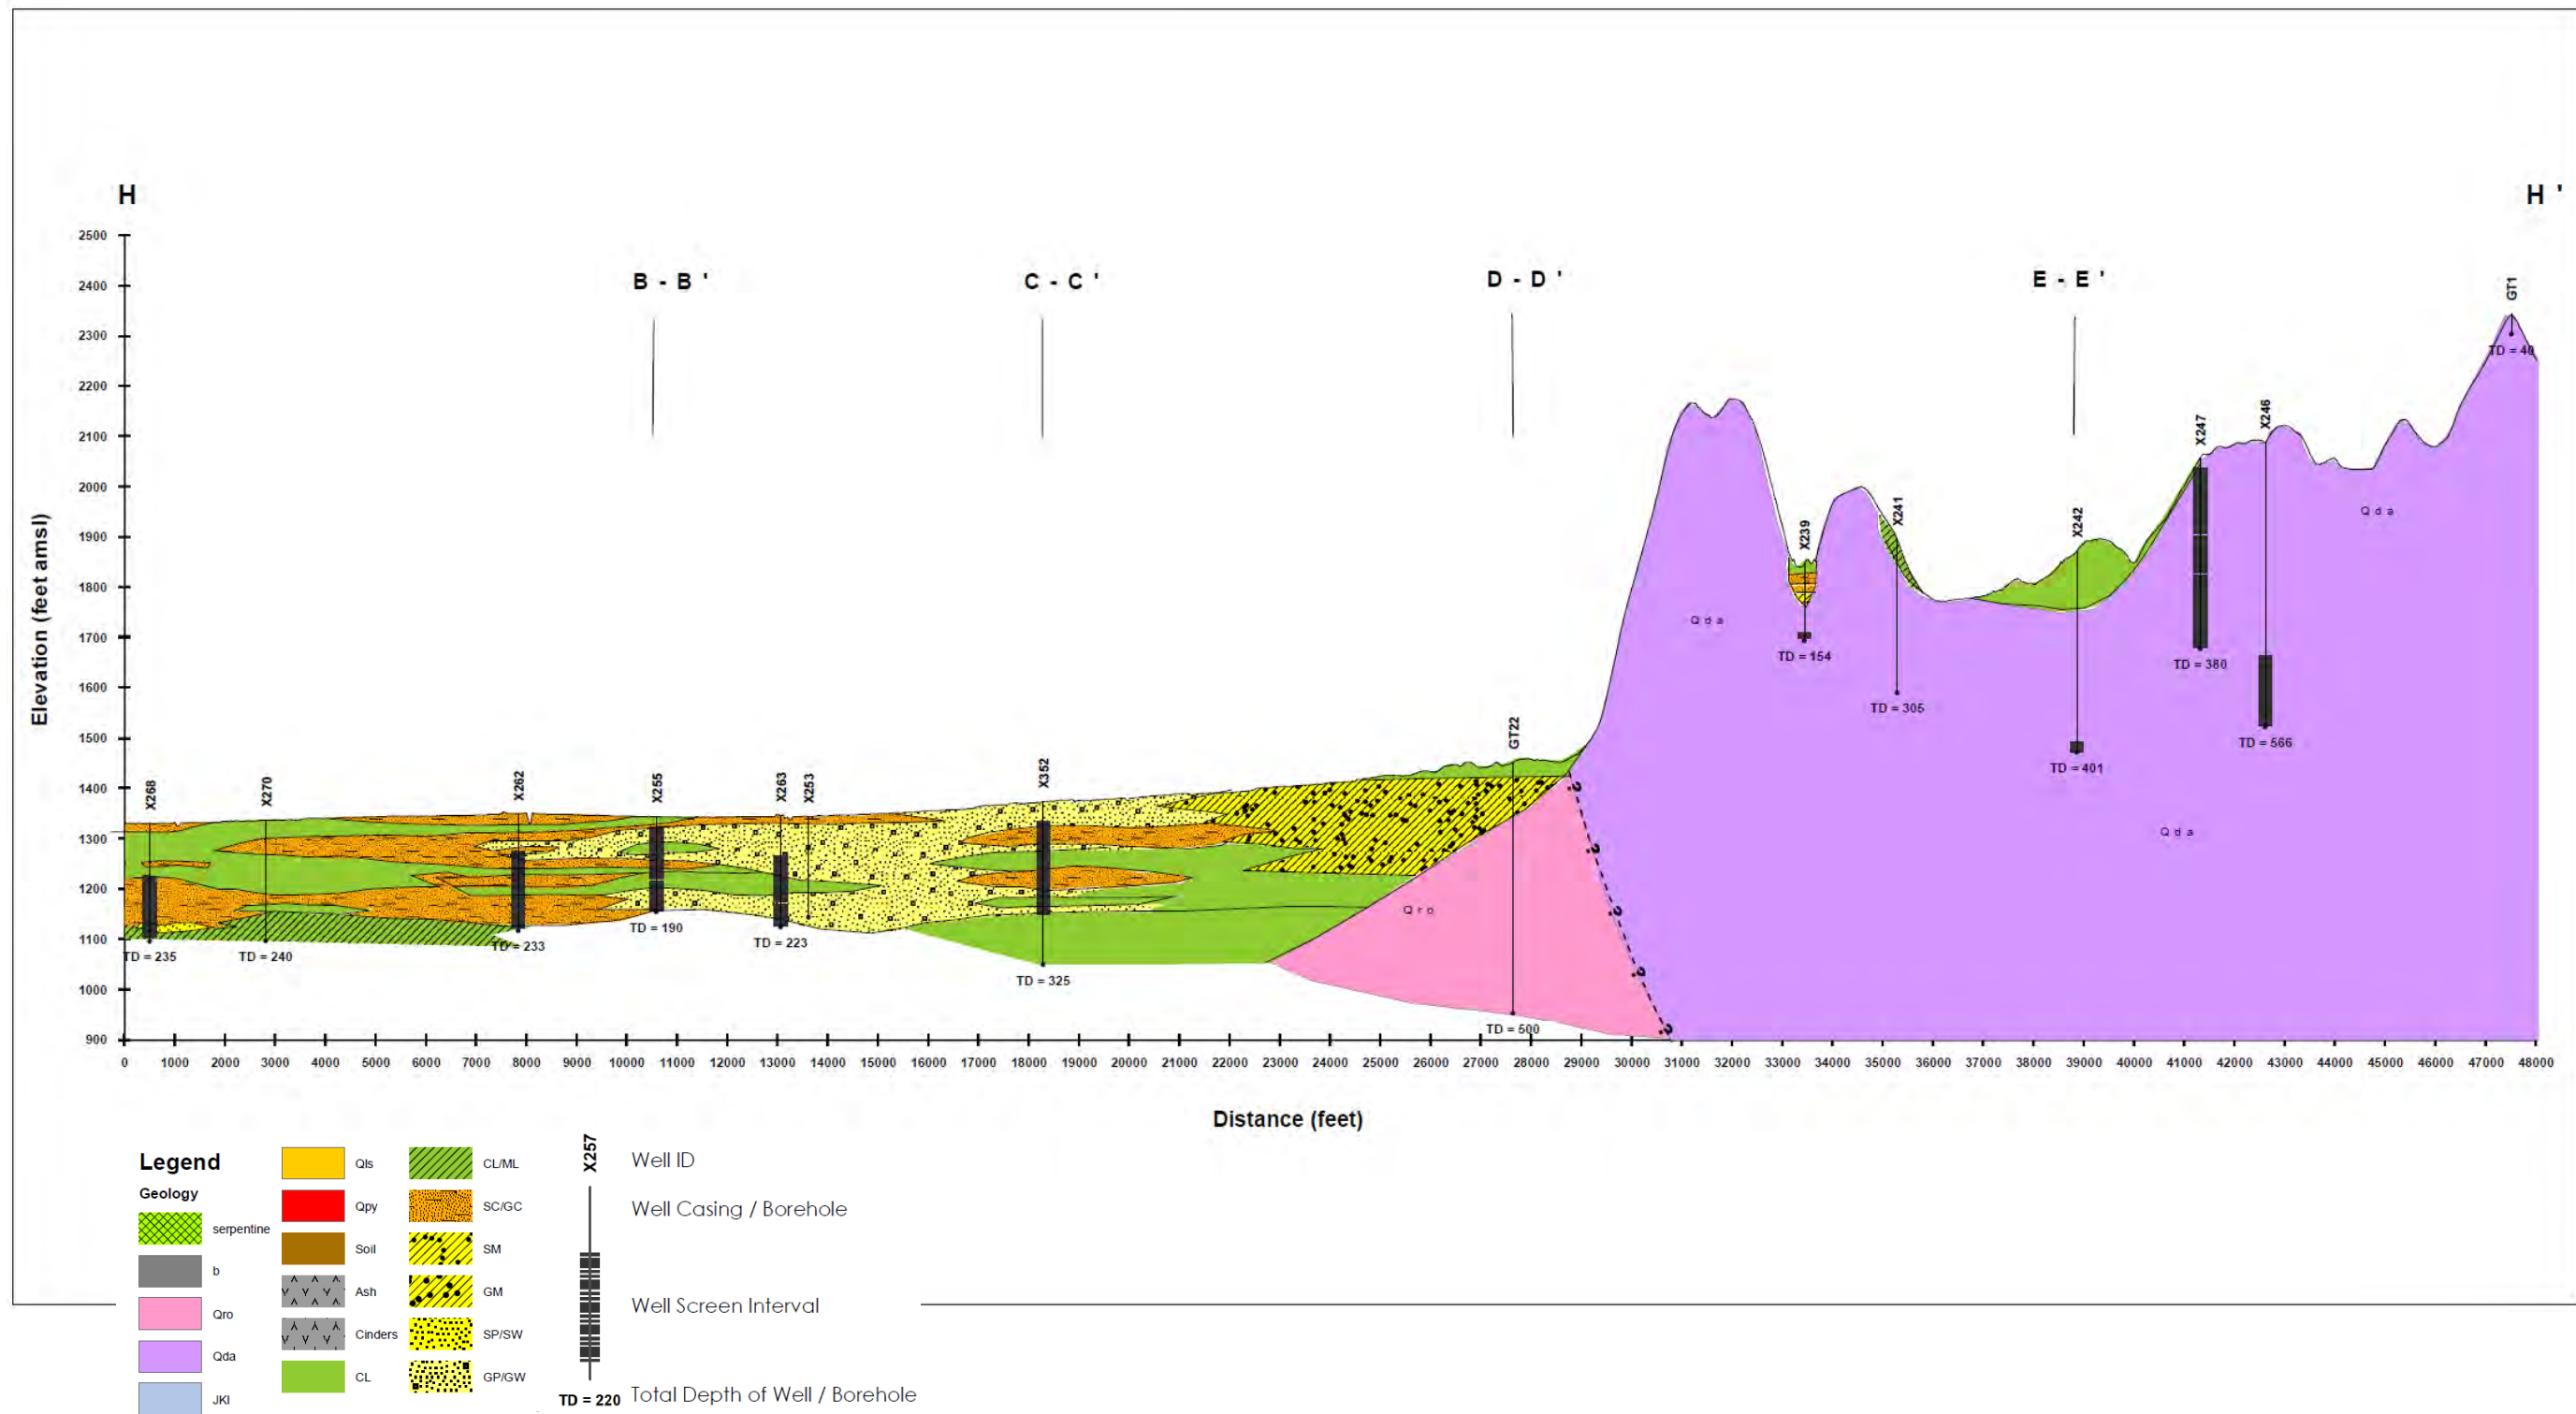 H
H '
B - B '
C - C '
D - D '
E - E '
Elevation (feet amsl)
2500
2400
2300
2200
2100
2000
1900
1800
1700
1600
1500
1400
1300
1200
1100
1000
900
X268
TD = 235
X270
TD = 240
X262
TD = 233
X255
TD = 190
X263
TD = 223
X253
X352
TD = 325
GT22
TD = 500
X239
TD = 154
X241
TD = 305
X242
TD = 401
X247
TD = 380
X246
TD = 566
GT1
TD = 40
Qro
Qda
Qda
Qda
?
?
?
?
?
0 1000 2000 3000 4000 5000 6000 7000 8000 9000 10000 11000 12000 13000 14000 15000 16000 17000 18000 19000 20000 21000 22000 23000 24000 25000 26000 27000 28000 29000 30000 31000 32000 33000 34000 35000 36000 37000 38000 39000 40000 41000 42000 43000 44000 45000 46000 47000 48000
Distance (feet)
Legend
Geology
serpentine
b
Qro
Qda
JKl
Qls
Qpy
Soil
Ash
Cinders
CL
CL/ML
SC/GC
SM
GM
SP/SW
GP/GW
X257
Well ID
Well Casing / Borehole
Well Screen Interval
TD = 220 Total Depth of Well / Borehole